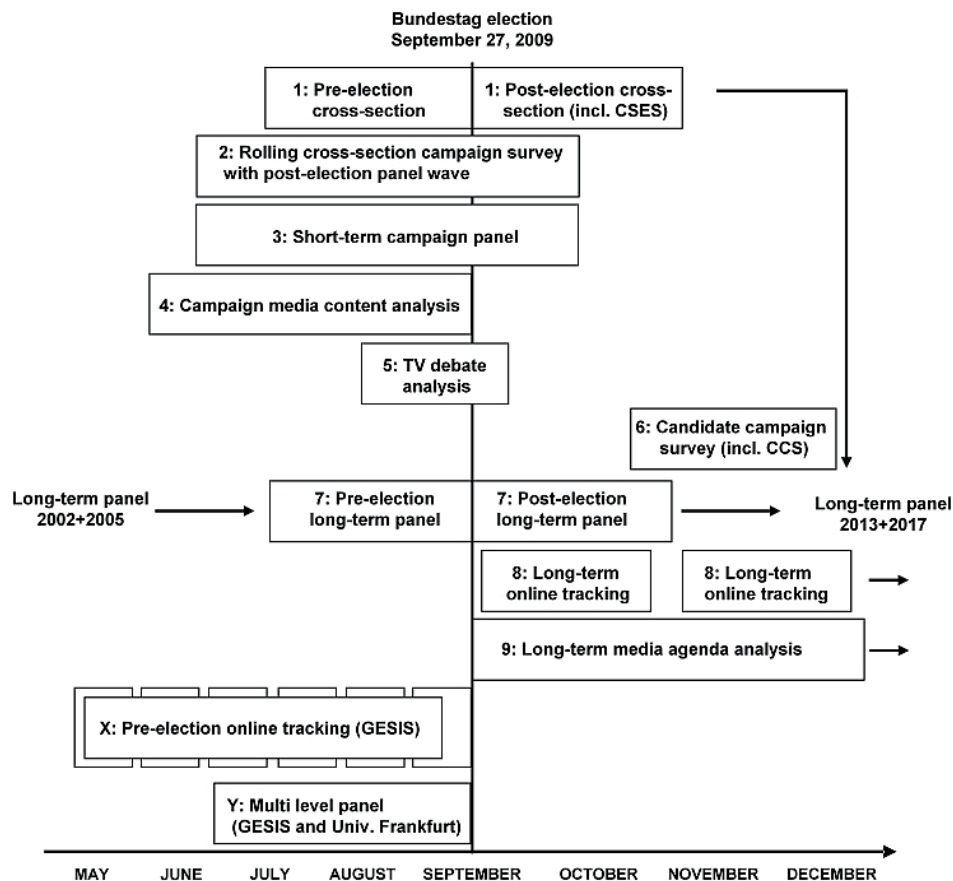 Bundestag election
September 27, 2009
1: Pre-election
cross-section
1: Post-election cross-
section (incl. CSES)
2: Rolling cross-section campaign survey
with post-election panel wave
3: Short-term campaign panel
4: Campaign media content analysis
5: TV debate
analysis
6: Candidate campaign
survey (incl. CCS)
Long-term panel
2002+2005
7: Pre-election
long-term panel
7: Post-election
long-term panel
Long-term panel
2013+2017
8: Long-term
online tracking
8: Long-term
online tracking
9: Long-term media agenda analysis
X: Pre-election online tracking (GESIS)
Y: Multi level panel
(GESIS and Univ. Frankfurt)
MAY JUNE JULY AUGUST SEPTEMBER OCTOBER NOVEMBER DECEMBER